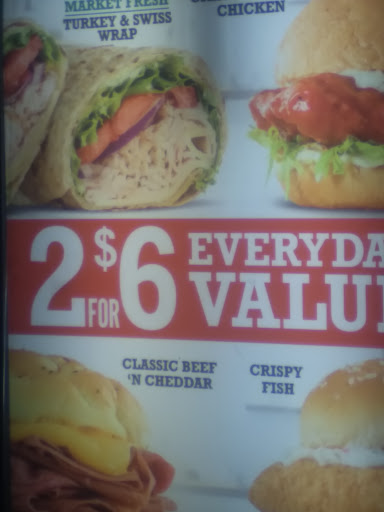 MARKET FRESH
TURKEY & SWISS
WRAP
CHICKEN
2 FOR $6
EVERYDA
VALU
CLASSIC BEEF
'N CHEDDAR
CRISPY
FISH